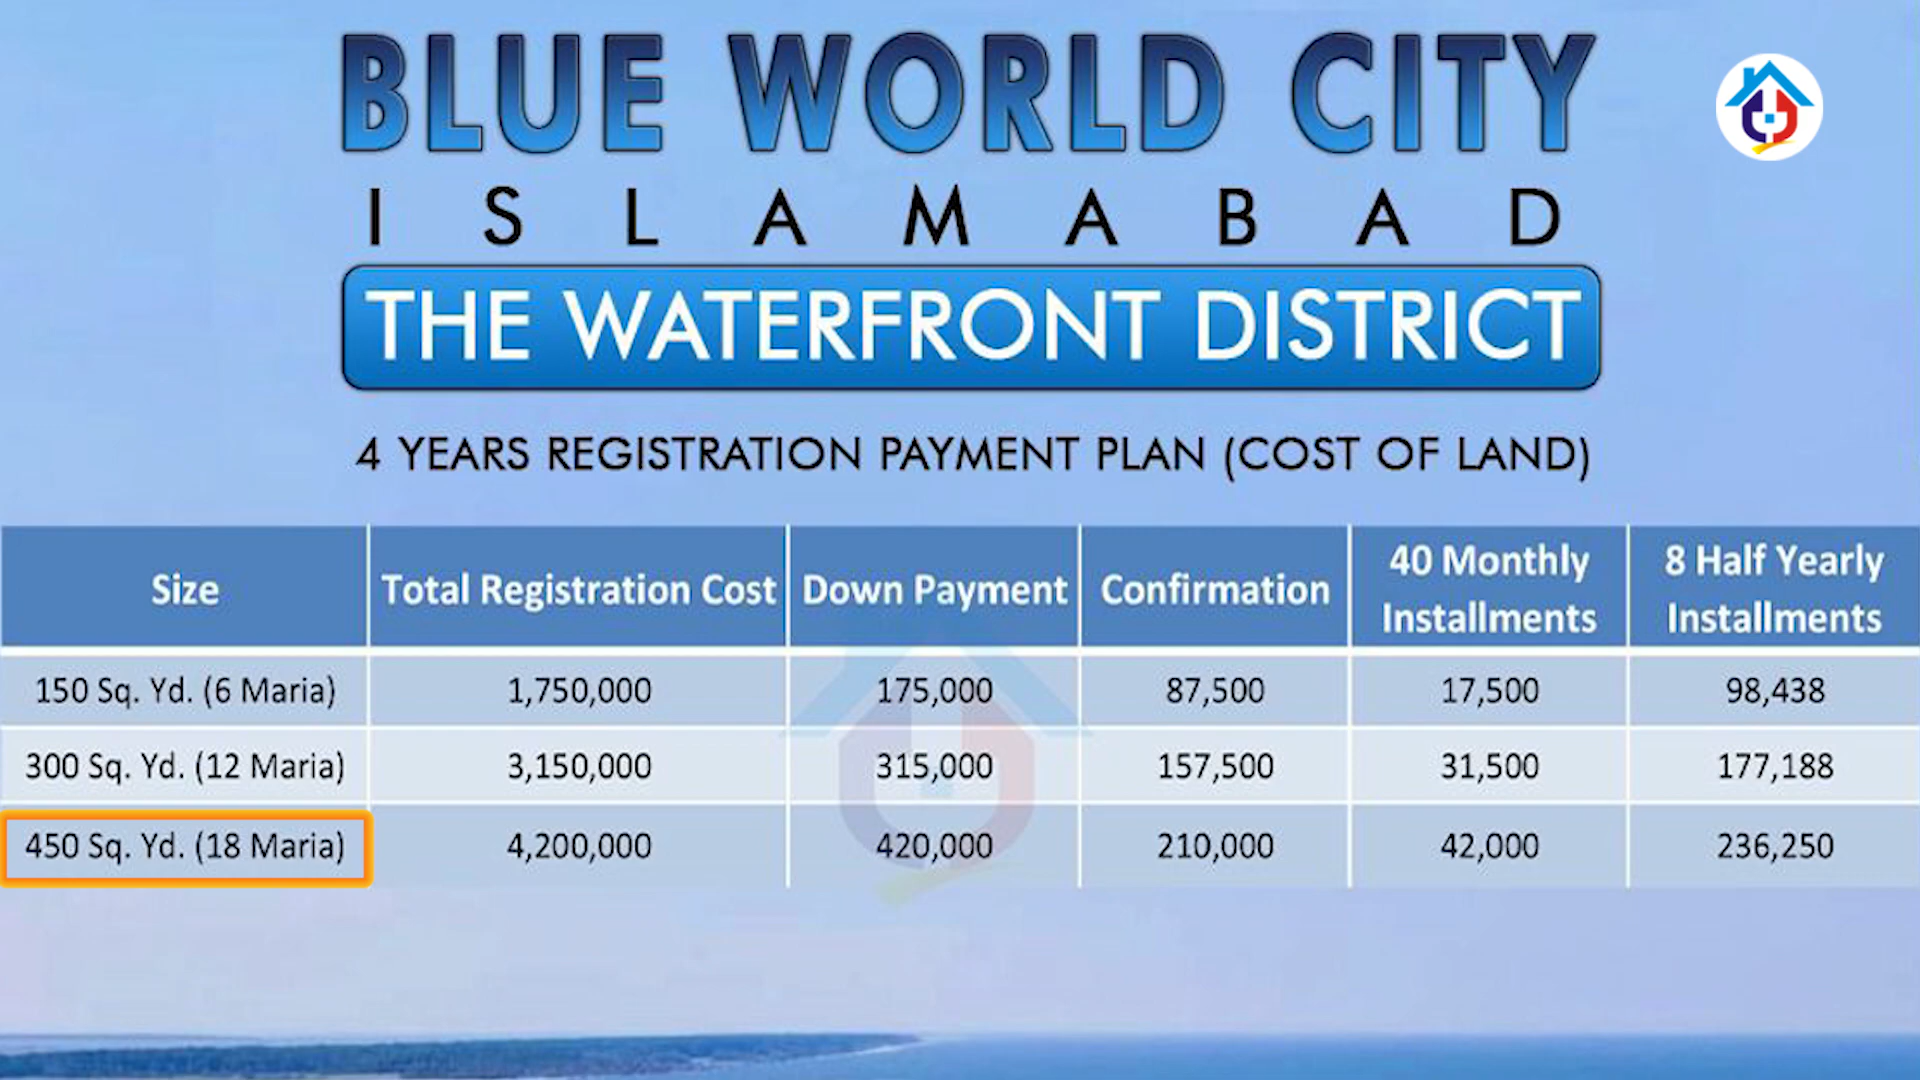 BLUE WORLD CITY
ISLAMABAD
THE WATERFRONT DISTRICT
4 YEARS REGISTRATION PAYMENT PLAN (COST OF LAND)
Size Total Registration Cost Down Payment Confirmation 40 Monthly Installments 8 Half Yearly Installments
150 Sq. Yd. (6 Maria) 1,750,000 175,000 87,500 17,500 98,438
300 Sq. Yd. (12 Maria) 3,150,000 315,000 157,500 31,500 177,188
450 Sq. Yd. (18 Maria) 4,200,000 420,000 210,000 42,000 236,250